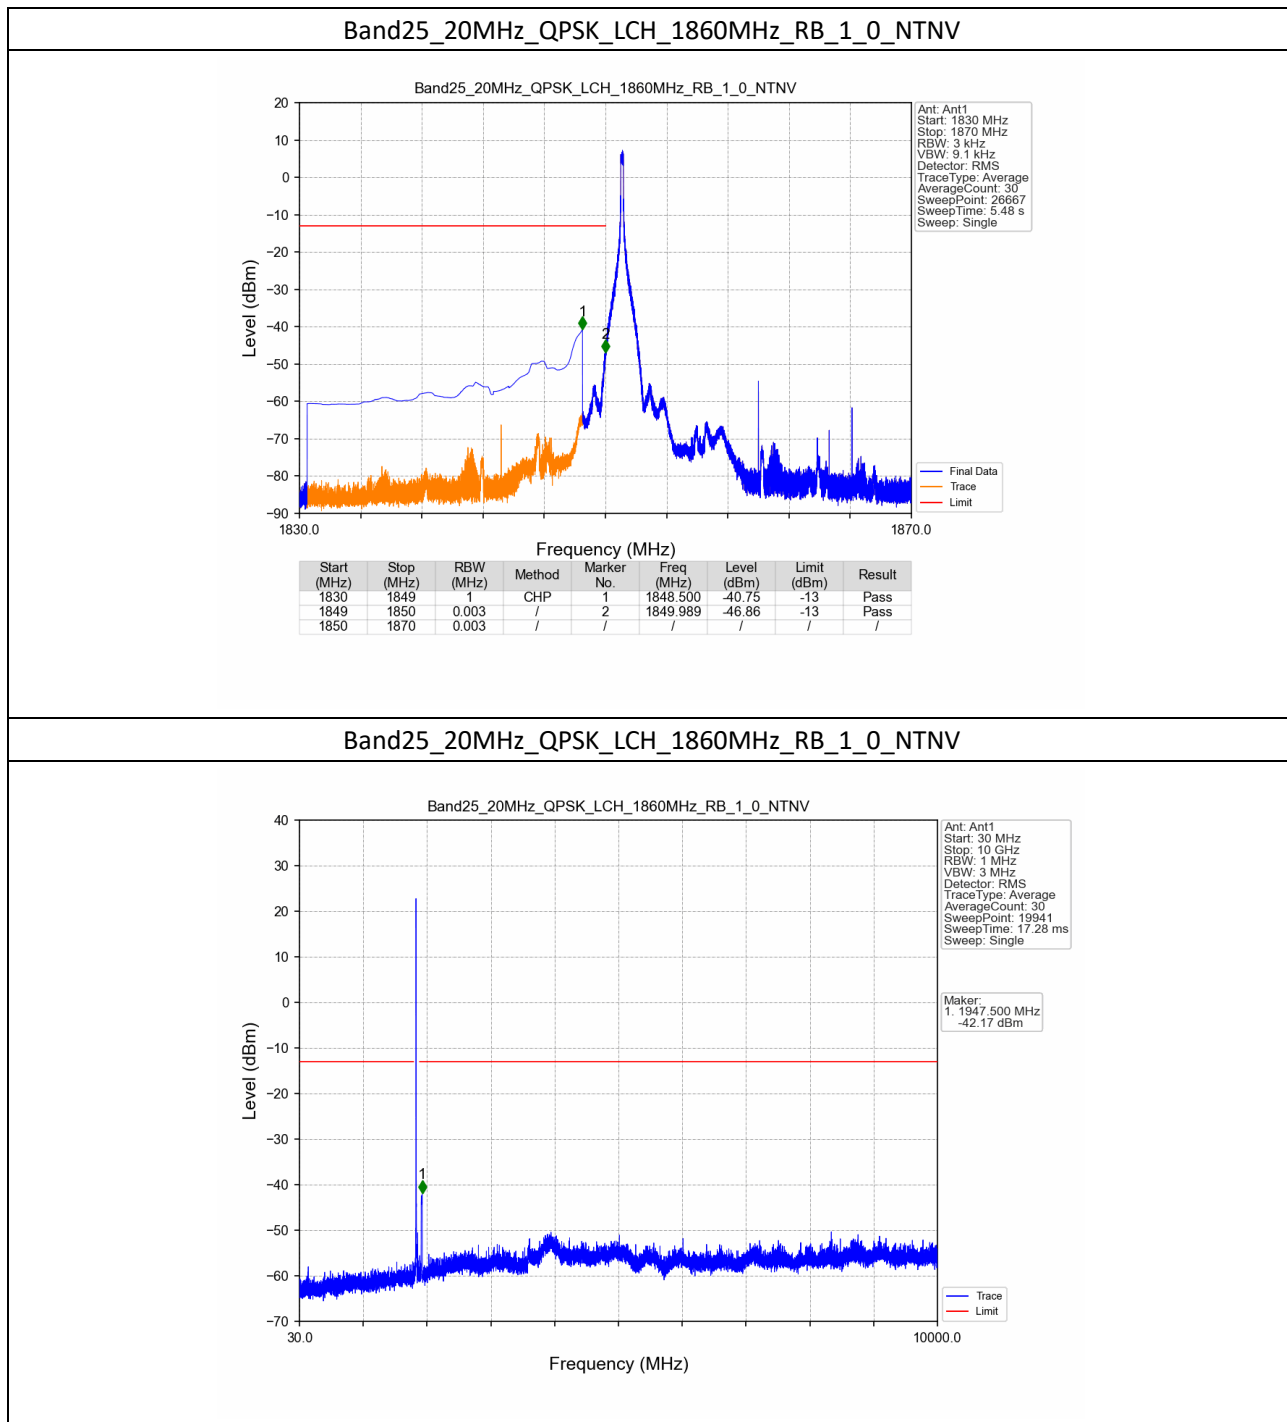 Band25_20MHz_QPSK_LCH_1860MHz_RB_1_0_NTNV
Band25_20MHz_QPSK_LCH_1860MHz_RB_1_0_NTNV
Ant: Ant1
Start: 1830 MHz
Stop: 1870 MHz
RBW: 3 kHz
VBW: 9.1 kHz
Detector: RMS
TraceType: Average
AverageCount: 30
SweepPoint: 26667
SweepTime: 5.48 s
Sweep: Single
20
10
0
−10
−20
−30
−40
−50
−60
−70
−80
−90
Level (dBm)
1
2
Final Data
Trace
Limit
1830.0 1870.0
Frequency (MHz)
Start (MHz) Stop (MHz) RBW (MHz) Method Marker No. Freq (MHz) Level (dBm) Limit (dBm) Result
1830 1849 1 CHP 1 1848.500 -40.75 -13 Pass
1849 1850 0.003 / 2 1849.989 -46.86 -13 Pass
1850 1870 0.003 / / / / / /
Band25_20MHz_QPSK_LCH_1860MHz_RB_1_0_NTNV
Band25_20MHz_QPSK_LCH_1860MHz_RB_1_0_NTNV
Ant: Ant1
Start: 30 MHz
Stop: 10 GHz
RBW: 1 MHz
VBW: 3 MHz
Detector: RMS
TraceType: Average
AverageCount: 30
SweepPoint: 19941
SweepTime: 17.28 ms
Sweep: Single
Maker:
1. 1947.500 MHz
-42.17 dBm
40
30
20
10
0
−10
−20
−30
−40
−50
−60
−70
Level (dBm)
1
Trace
Limit
30.0 10000.0
Frequency (MHz)